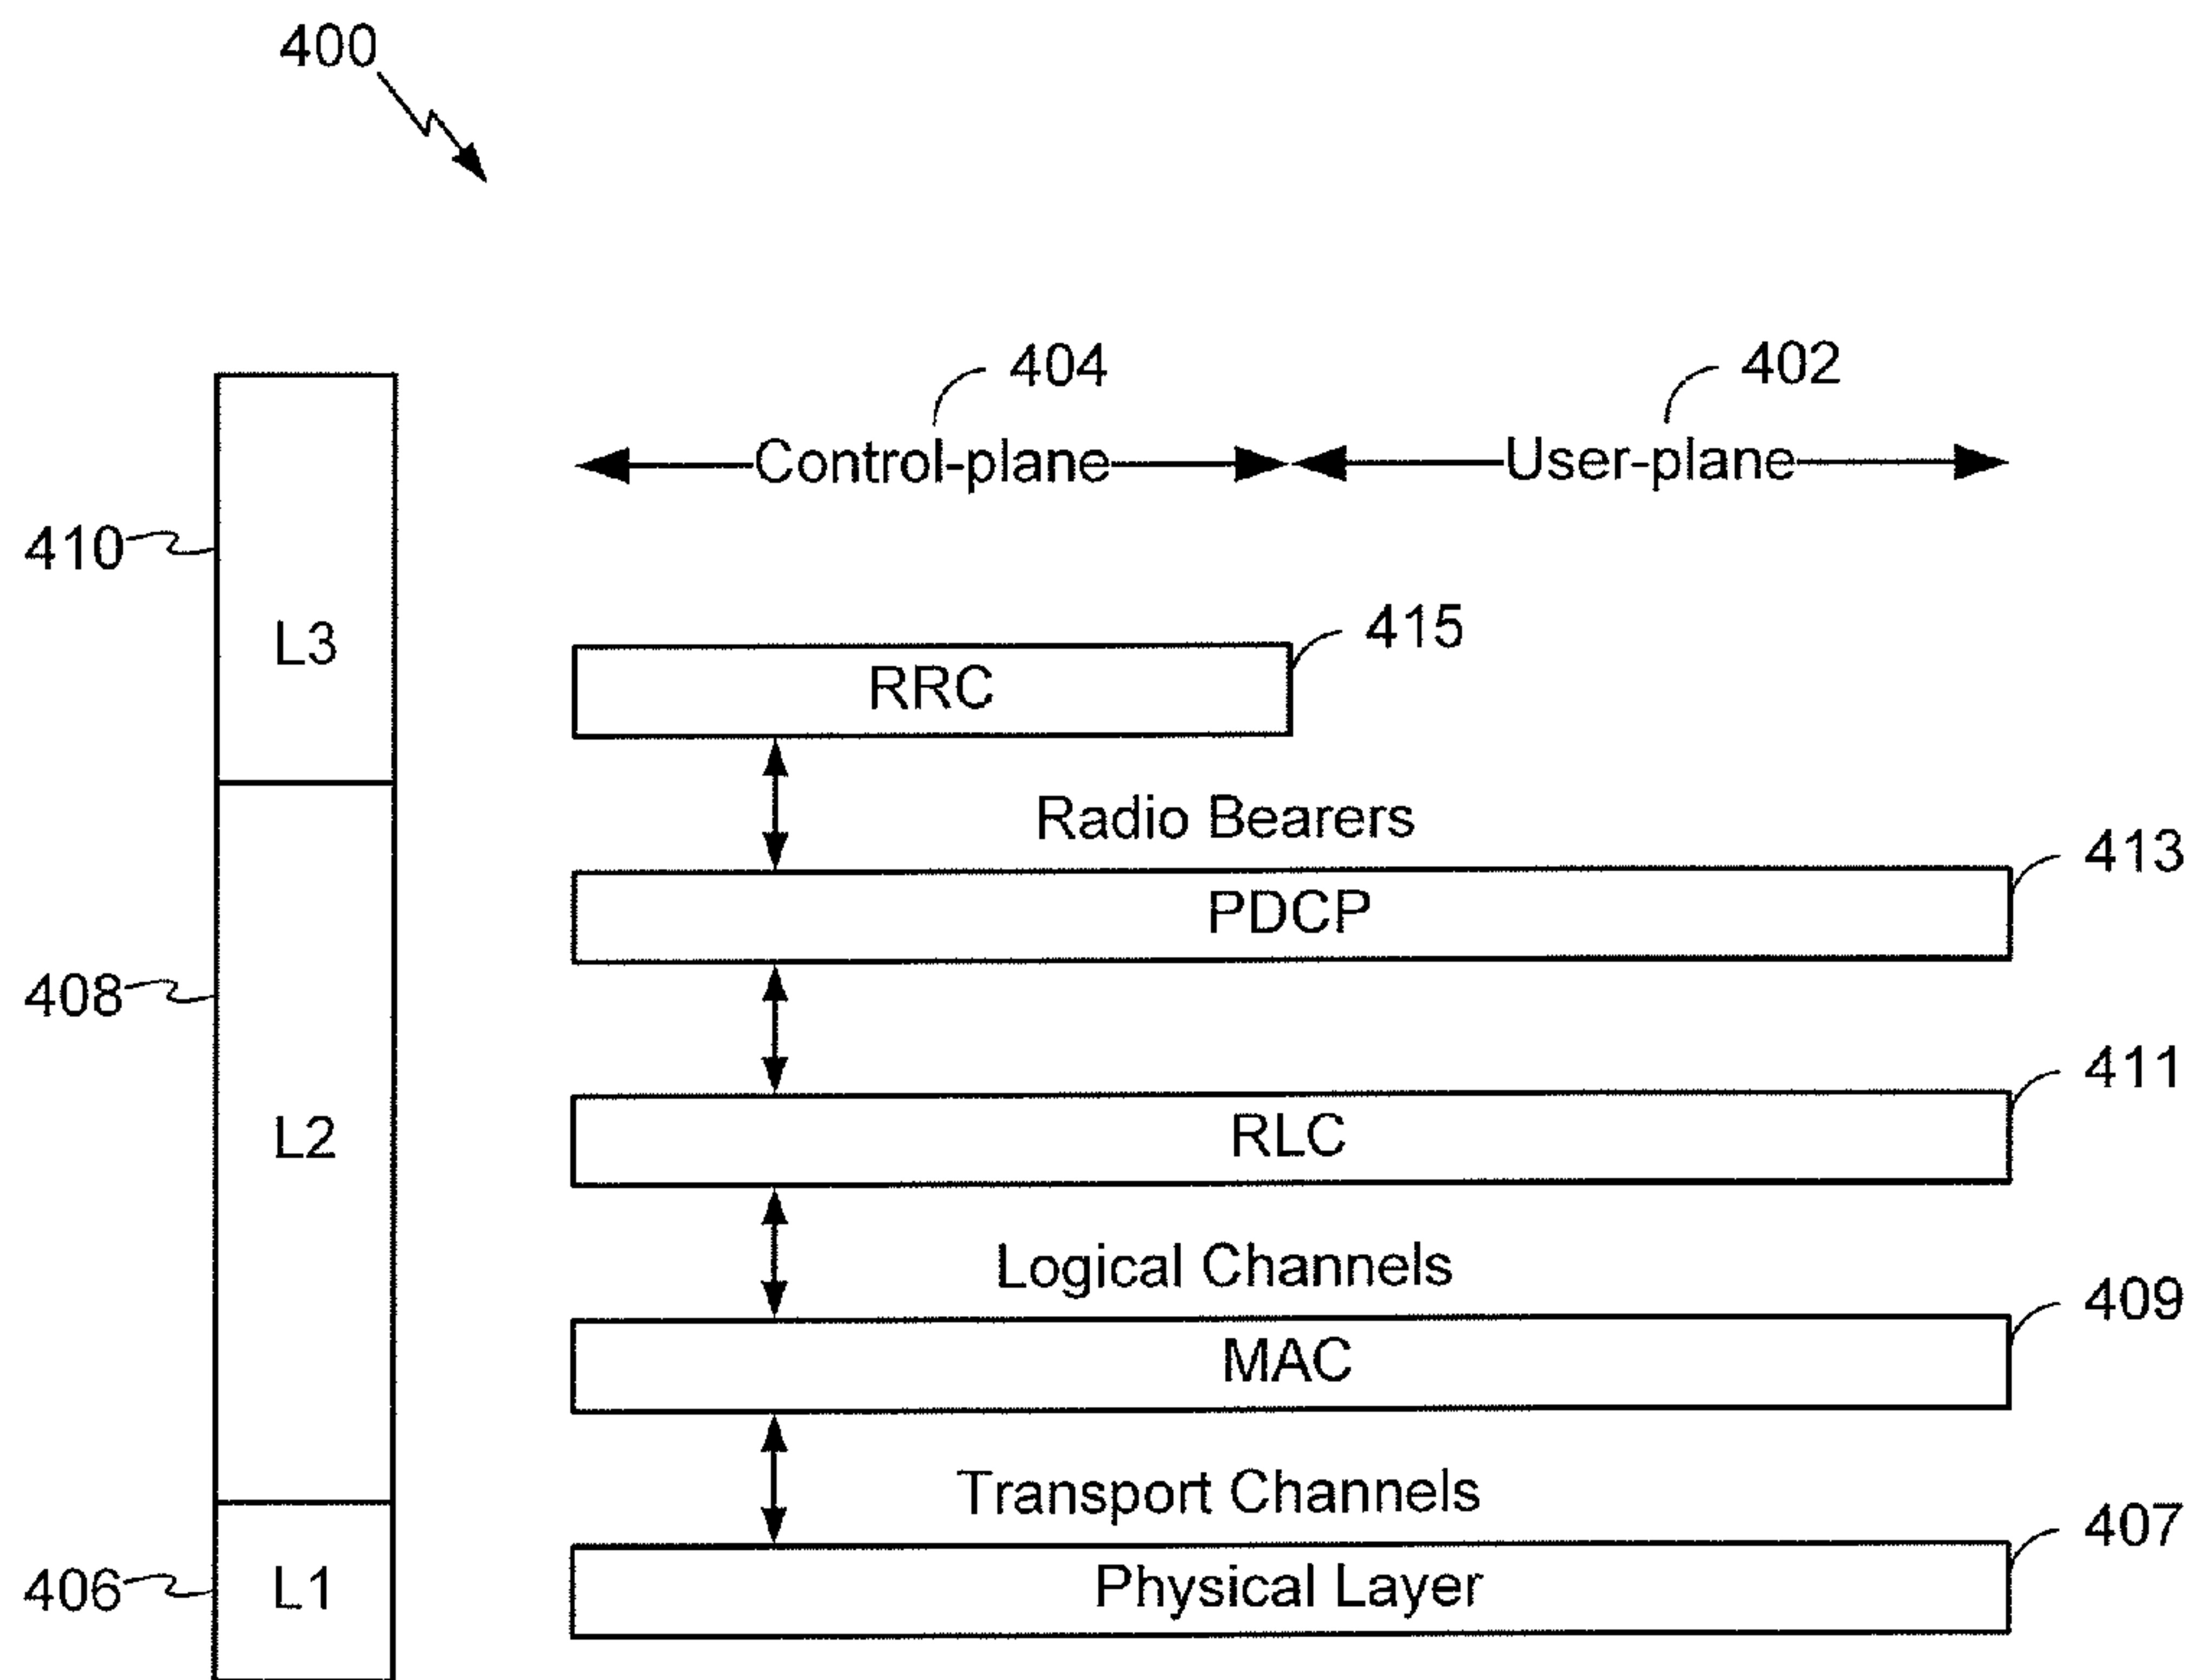 400
404
402
Control-plane
User-plane
410
L3
415
RRC
Radio Bearers
413
PDCP
408
L2
411
RLC
Logical Channels
409
MAC
Transport Channels
407
406
L1
Physical Layer